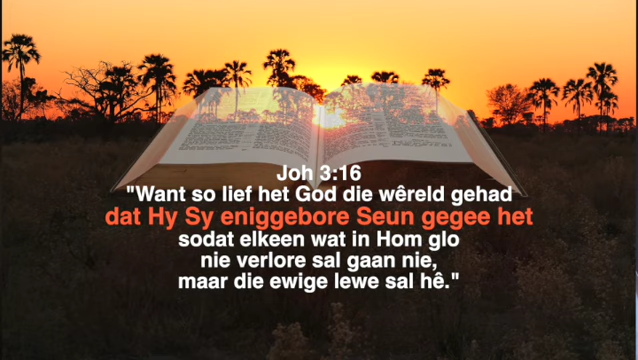 Joh 3:16
"Want so lief het God die wêreld gehad
dat Hy Sy eniggebore Seun gegee het
sodat elkeen wat in Hom glo
nie verlore sal gaan nie,
maar die ewige lewe sal hê."